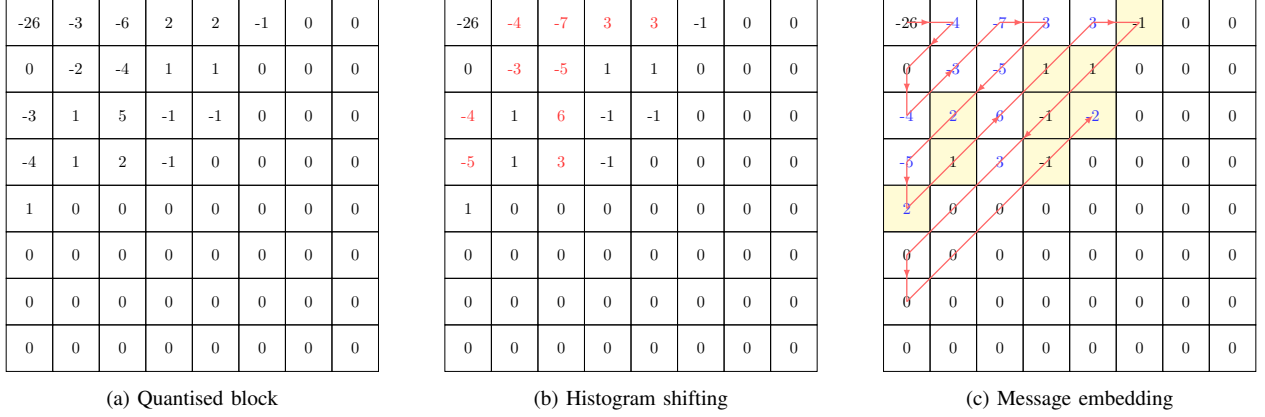 -26 -3 -6 2 2 -1 0 0 -26 -4 -7 3 3 -1 0 0 -26 -4 -7 3 3 -1 0 0
0 -2 -4 1 1 0 0 0 0 -3 -5 1 1 0 0 0 0 -3 -5 1 1 0 0 0
-3 1 5 -1 -1 0 0 0 -4 1 6 -1 -1 0 0 0 -4 2 6 -1 -2 0 0 0
-4 1 2 -1 0 0 0 0 -5 1 3 -1 0 0 0 0 -5 1 3 -1 0 0 0 0
1 0 0 0 0 0 0 0 1 0 0 0 0 0 0 0 2 0 0 0 0 0 0 0
0 0 0 0 0 0 0 0 0 0 0 0 0 0 0 0 0 0 0 0 0 0 0 0
0 0 0 0 0 0 0 0 0 0 0 0 0 0 0 0 0 0 0 0 0 0 0 0
0 0 0 0 0 0 0 0 0 0 0 0 0 0 0 0 0 0 0 0 0 0 0 0
(a) Quantised block (b) Histogram shifting (c) Message embedding